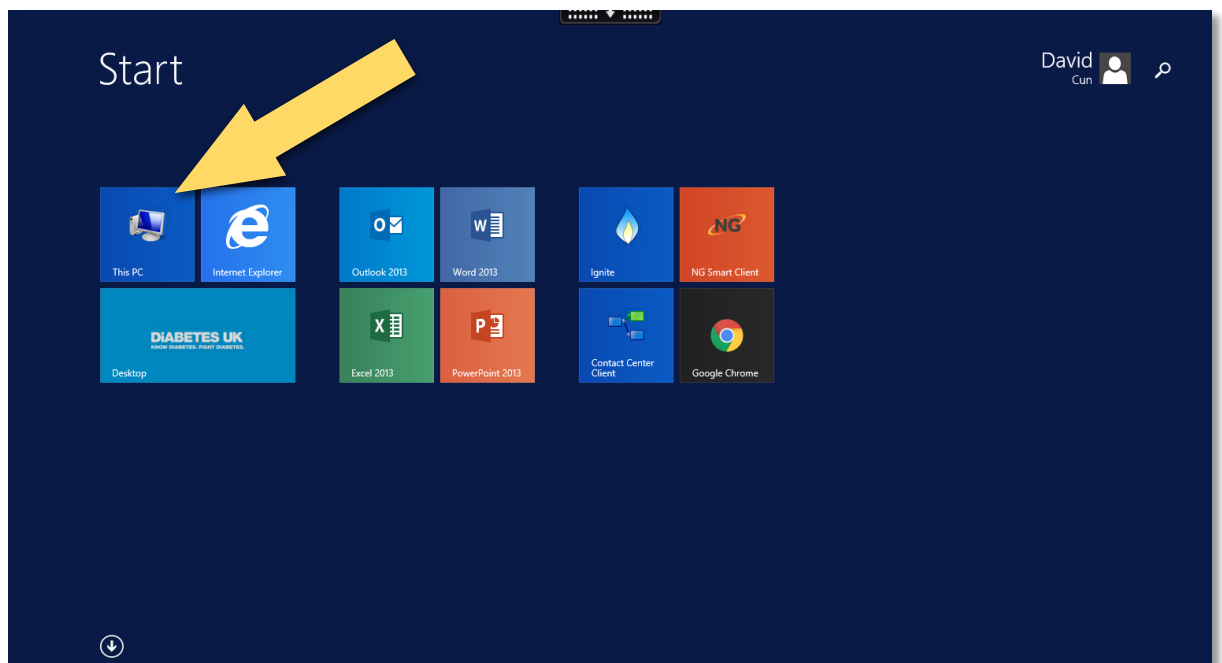 Start
David
Cun
This PC
Internet Explorer
O
Outlook 2013
W
Word 2013
Ignite
NG
NG Smart Client
DiABETES UK
KNOW DIABETES. FIGHT DIABETES.
Desktop
X
Excel 2013
P
PowerPoint 2013
Contact Center
Client
Google Chrome